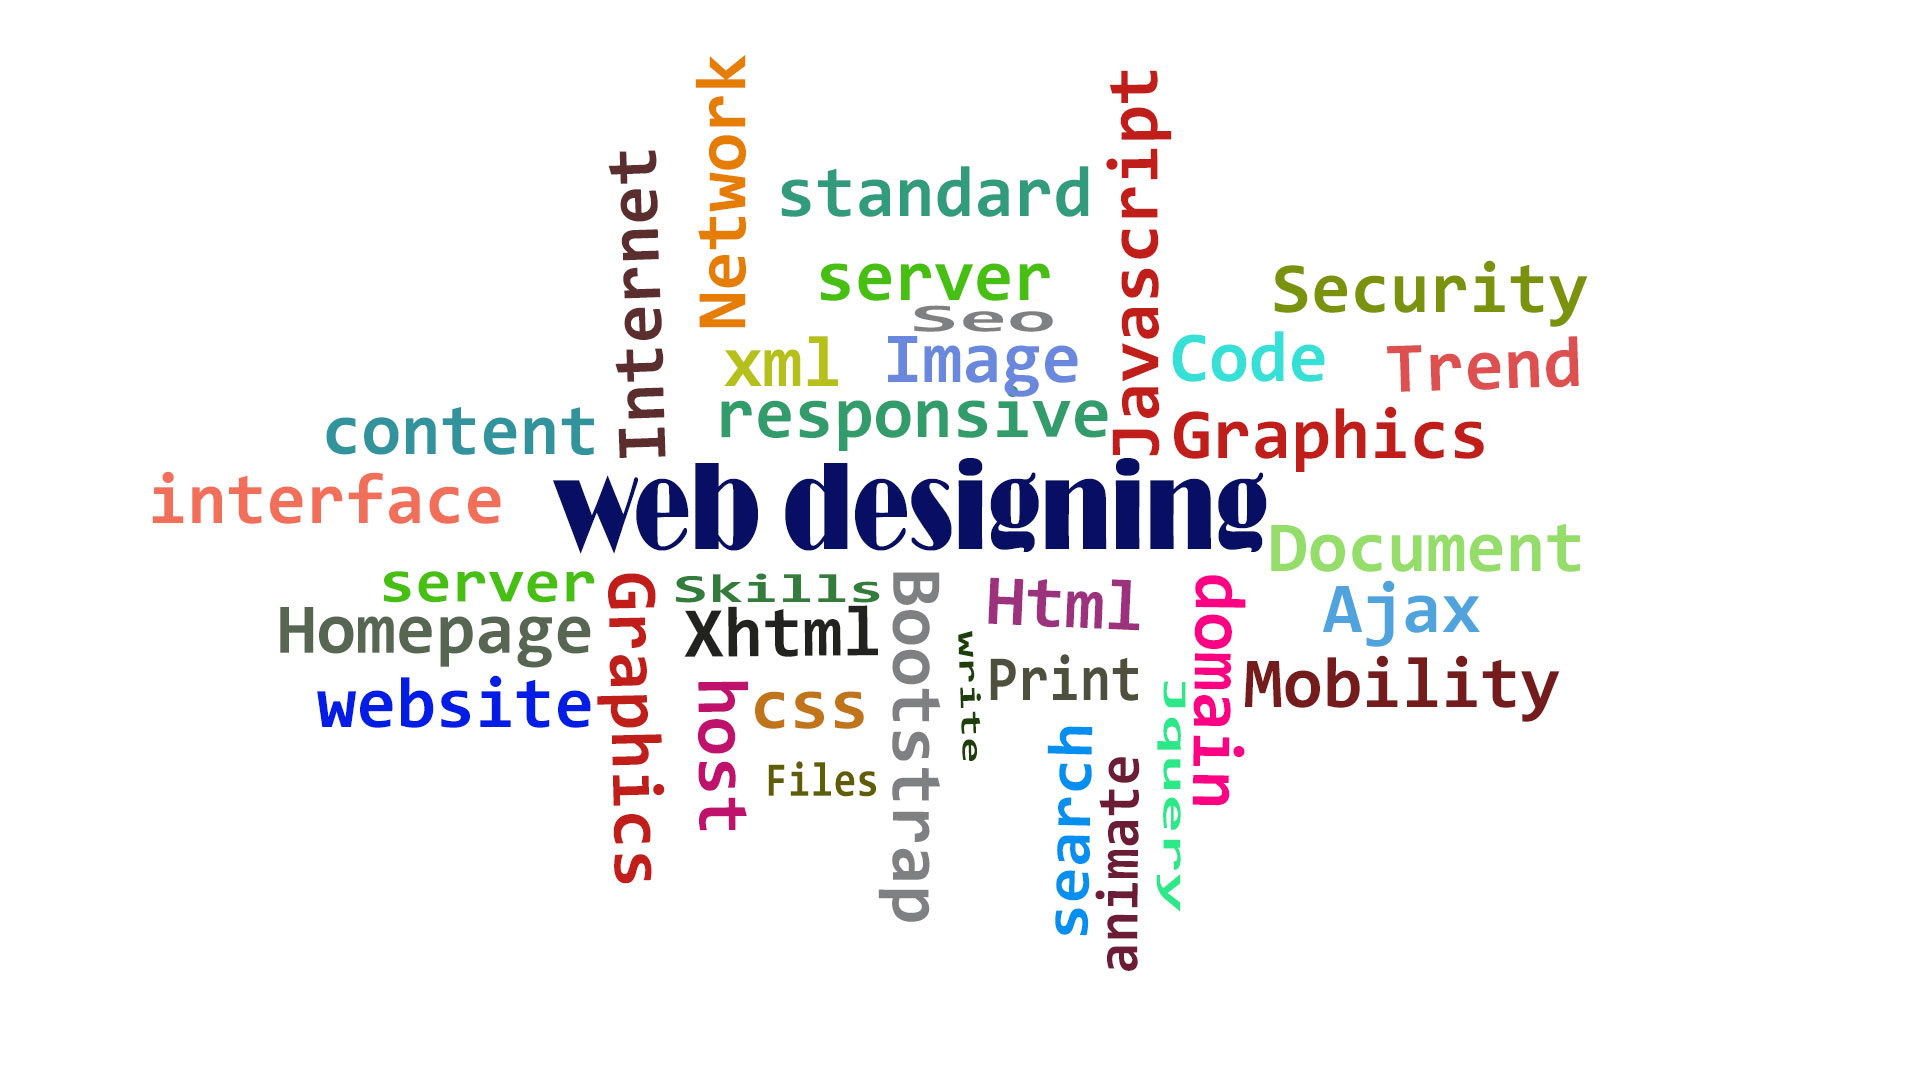 Network
Javascript
Internet
standard
server
Seo
Security
xml
Image
Code
Trend
responsive
content
Graphics
interface
web designing
Document
server
Skills
Bootstrap
Html
domain
Ajax
Homepage
Graphics
Xhtml
write
Print
Mobility
website
host
css
Jquery
Files
search
animate